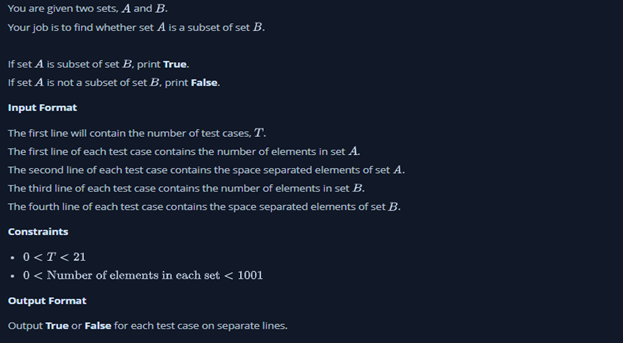 You are given two sets, A and B.
Your job is to find whether set A is a subset of set B.
If set A is subset of set B, print True.
If set A is not a subset of set B, print False.
Input Format
The first line will contain the number of test cases, T.
The first line of each test case contains the number of elements in set A.
The second line of each test case contains the space separated elements of set A.
The third line of each test case contains the number of elements in set B.
The fourth line of each test case contains the space separated elements of set B.
Constraints
• 0 < T < 21
• 0 < Number of elements in each set < 1001
Output Format
Output True or False for each test case on separate lines.